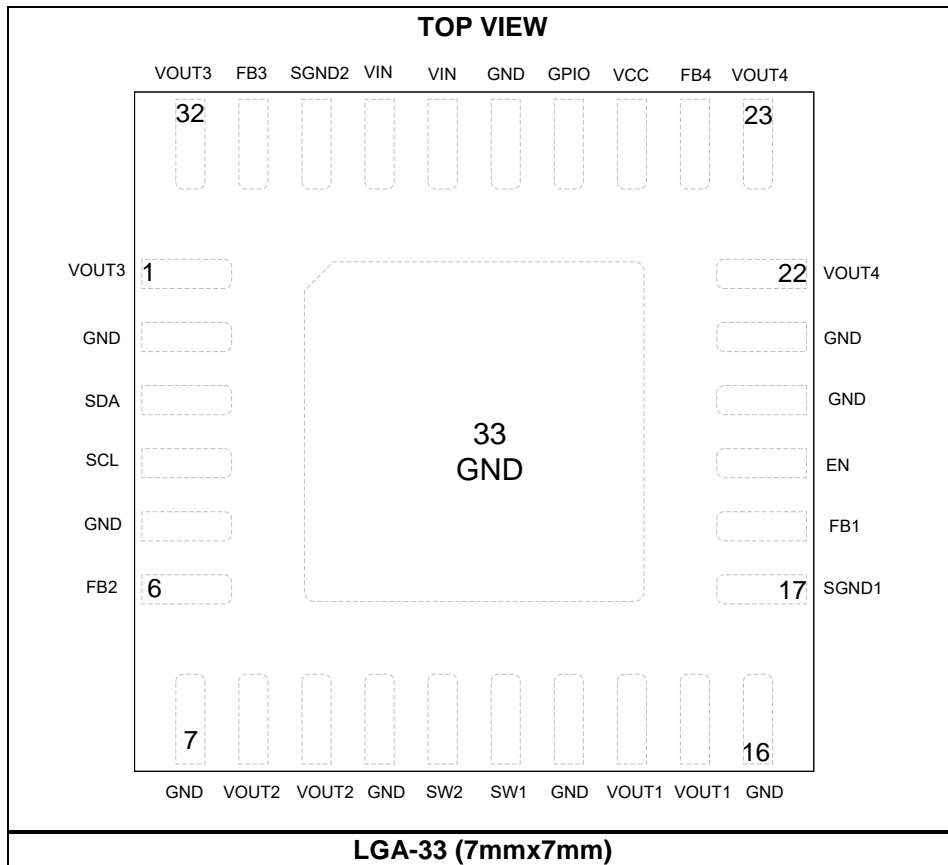 TOP VIEW
VOUT3 FB3 SGND2 VIN VIN GND GPIO VCC FB4 VOUT4
32 23
VOUT3 1 22 VOUT4
GND GND
SDA GND
33
GND
SCL EN
GND FB1
FB2 6 17 SGND1
7 16
GND VOUT2 VOUT2 GND SW2 SW1 GND VOUT1 VOUT1 GND
LGA-33 (7mmx7mm)